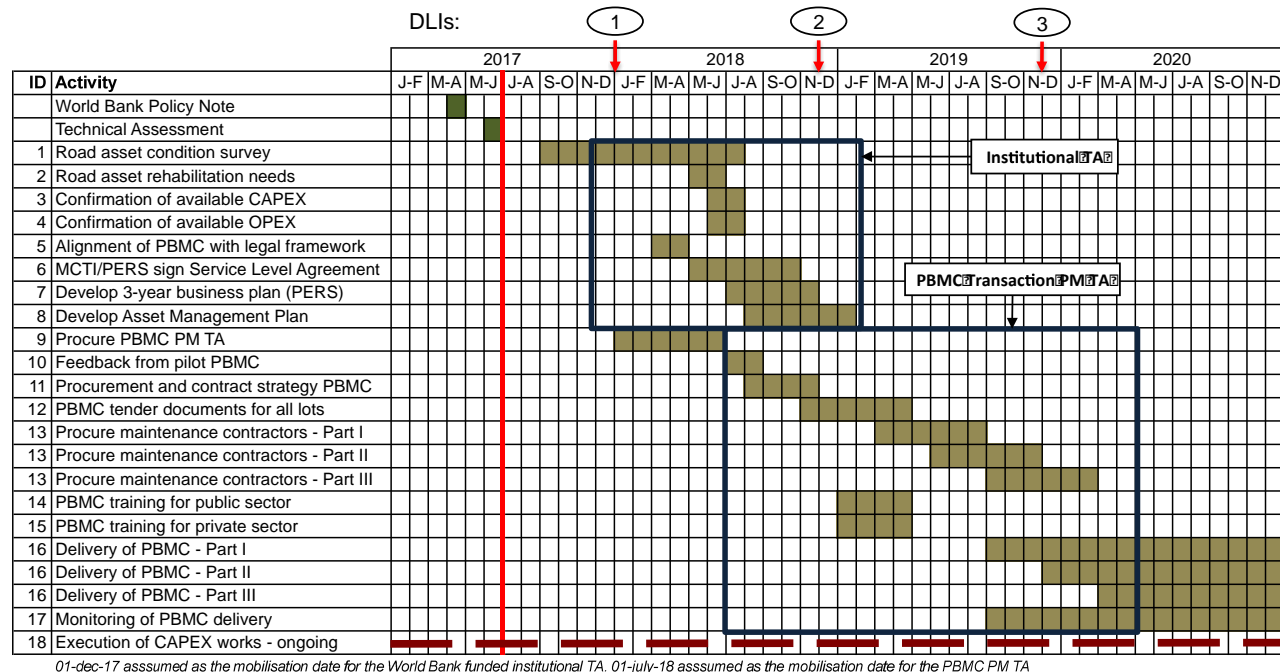 DLIs: 1 2 3
2017 2018 2019 2020
ID Activity J-F M-A M-J J-A S-O N-D J-F M-A M-J J-A S-O N-D J-F M-A M-J J-A S-O N-D J-F M-A M-J J-A S-O N-D
World Bank Policy Note
Technical Assessment
1 Road asset condition survey
Institutional TA
2 Road asset rehabilitation needs
3 Confirmation of available CAPEX
4 Confirmation of available OPEX
5 Alignment of PBMC with legal framework
6 MCTI/PERS sign Service Level Agreement
PBMC Transaction PM TA
7 Develop 3-year business plan (PERS)
8 Develop Asset Management Plan
9 Procure PBMC PM TA
10 Feedback from pilot PBMC
11 Procurement and contract strategy PBMC
12 PBMC tender documents for all lots
13 Procure maintenance contractors - Part I
13 Procure maintenance contractors - Part II
13 Procure maintenance contractors - Part III
14 PBMC training for public sector
15 PBMC training for private sector
16 Delivery of PBMC - Part I
16 Delivery of PBMC - Part II
16 Delivery of PBMC - Part III
17 Monitoring of PBMC delivery
18 Execution of CAPEX works - ongoing
01-dec-17 asssumed as the mobilisation date for the World Bank funded institutional TA. 01-july-18 asssumed as the mobilisation date for the PBMC PM TA